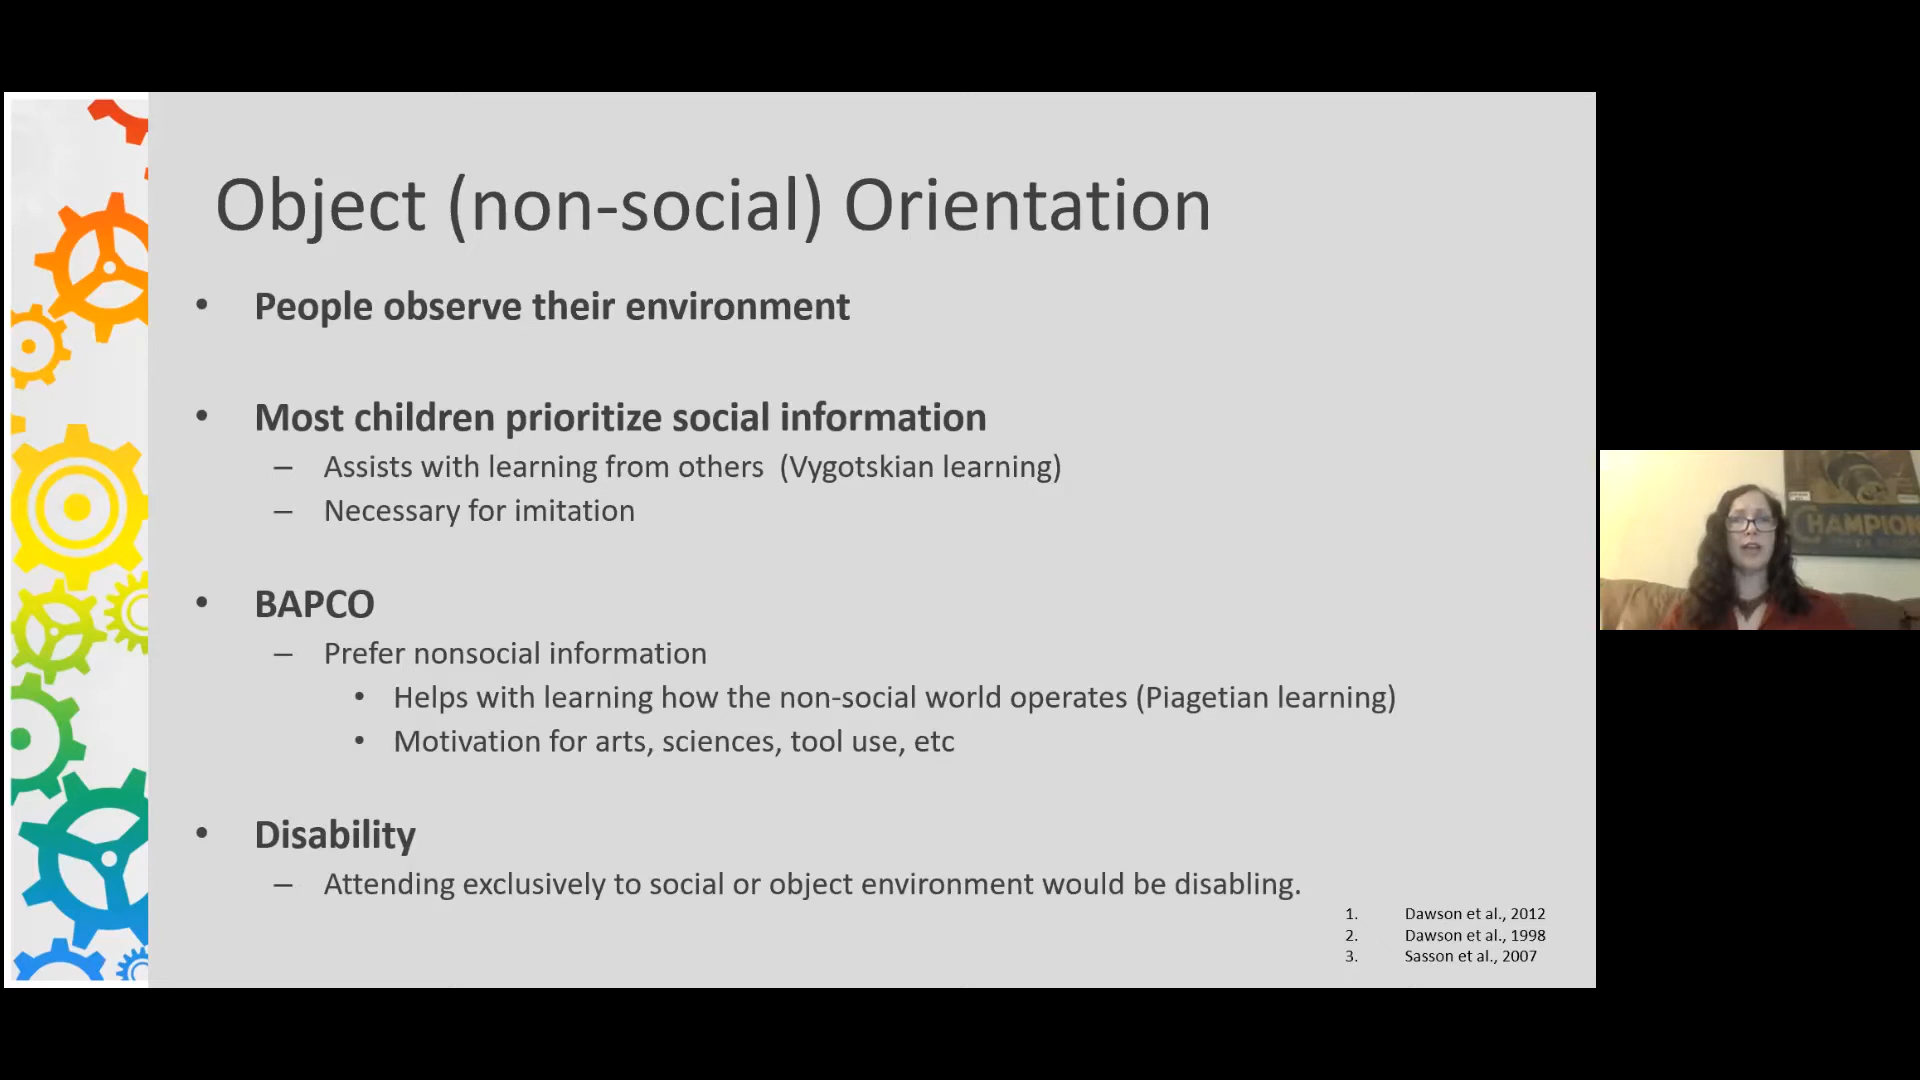 Object (non-social) Orientation
• People observe their environment
• Most children prioritize social information
– Assists with learning from others (Vygotskian learning)
– Necessary for imitation
• BAPCO
– Prefer nonsocial information
• Helps with learning how the non-social world operates (Piagetian learning)
• Motivation for arts, sciences, tool use, etc
• Disability
– Attending exclusively to social or object environment would be disabling.
1. Dawson et al., 2012
2. Dawson et al., 1998
3. Sasson et al., 2007
CHAMPION